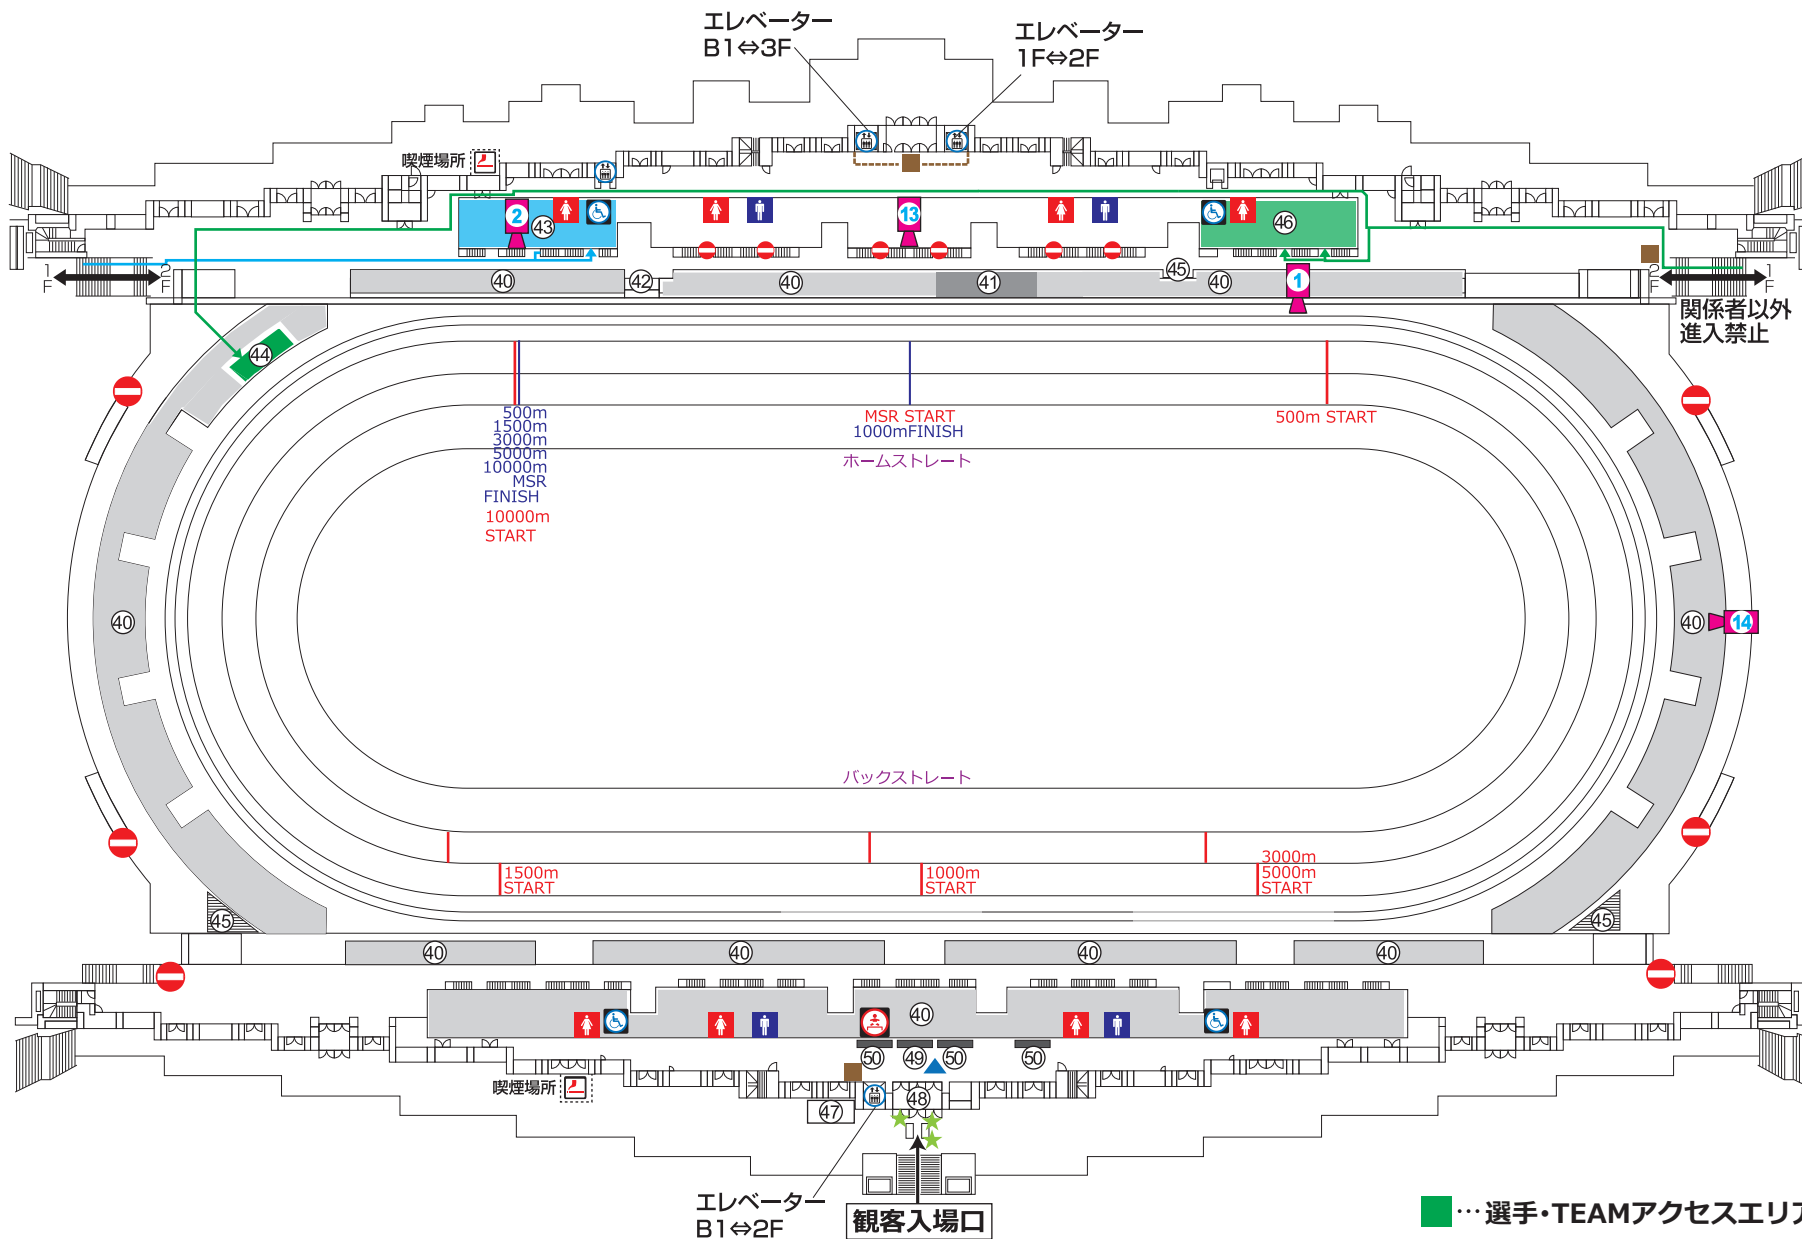 エレベーター
B1⇔3F
エレベーター
1F⇔2F
喫煙場所
2
43
13
46
1F
2F
40
42
40
41
45
40
1
2F
1F
関係者以外
進入禁止
44
500m
1500m
3000m
5000m
10000m
MSR
FINISH
10000m
START
MSR START
1000mFINISH
500m START
ホームストレート
40
40
14
バックストレート
1500m
START
1000m
START
3000m
5000m
START
45
45
40
40
40
40
40
50
49
50
50
喫煙場所
47
48
エレベーター
B1⇔2F
観客入場口
…選手・TEAMアクセスエリア